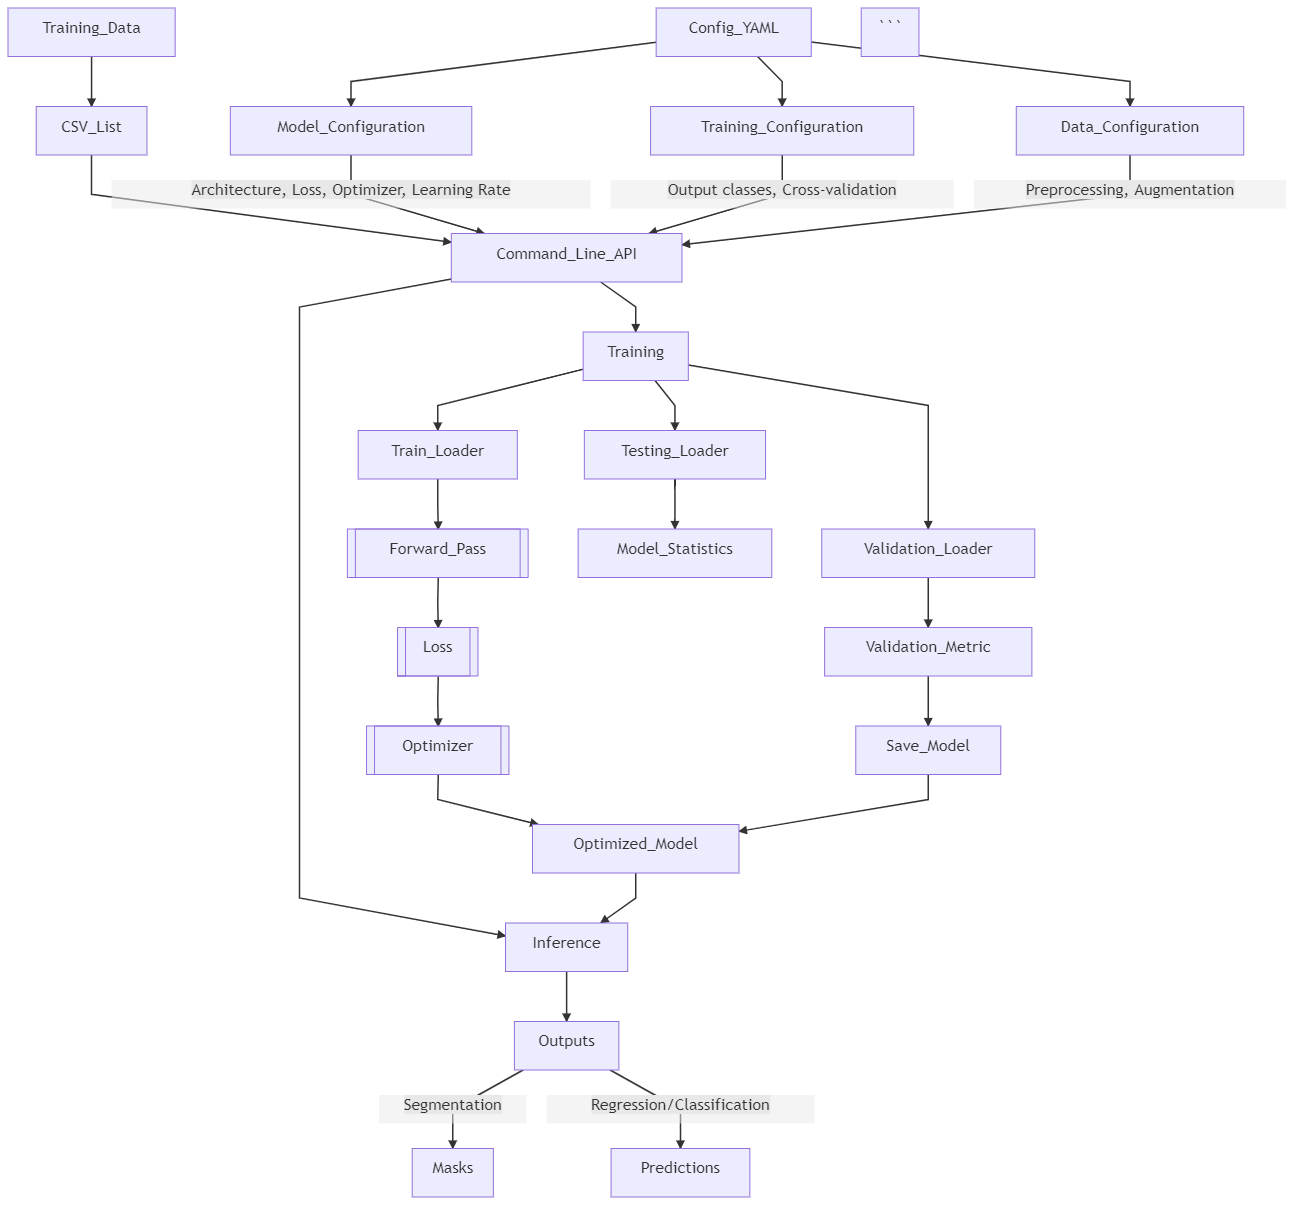 Training_Data
Config_YAML
```
CSV_List
Model_Configuration
Training_Configuration
Data_Configuration
Architecture, Loss, Optimizer, Learning Rate
Output classes, Cross-validation
Preprocessing, Augmentation
Command_Line_API
Training
Train_Loader
Testing_Loader
Forward_Pass
Model_Statistics
Validation_Loader
Loss
Validation_Metric
Optimizer
Save_Model
Optimized_Model
Inference
Outputs
Segmentation
Regression/Classification
Masks
Predictions